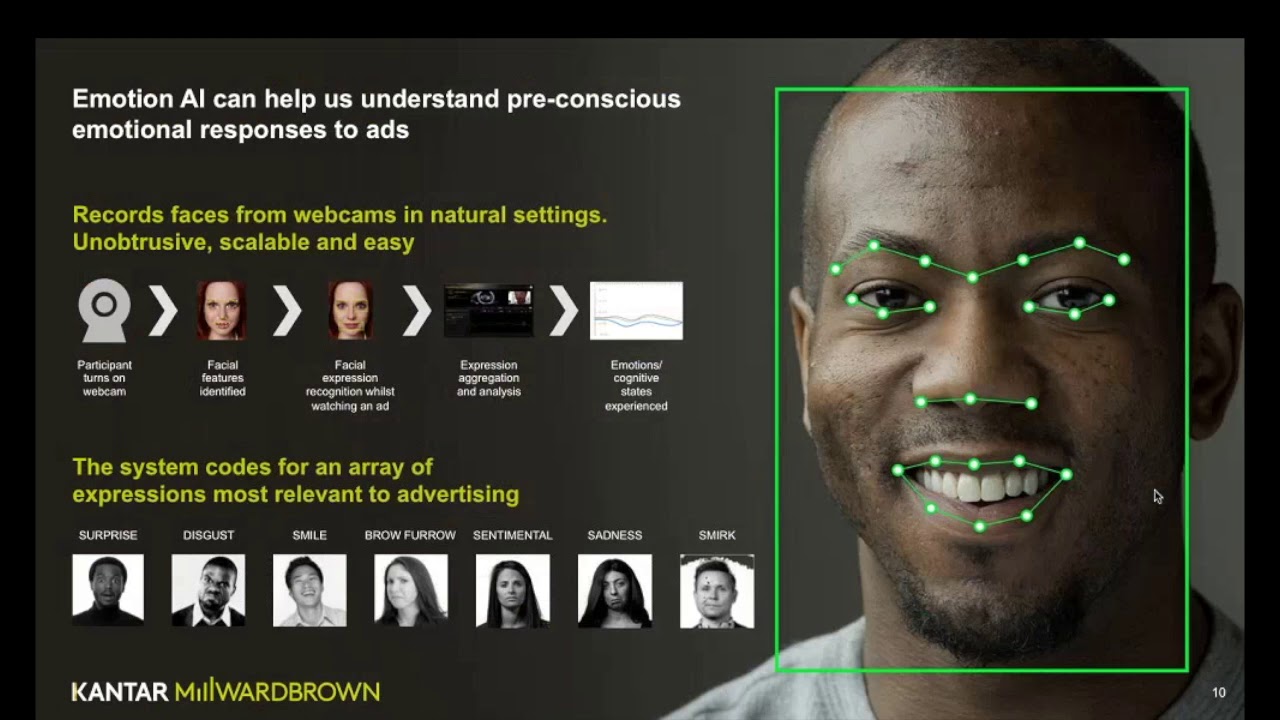 Emotion AI can help us understand pre-conscious
emotional responses to ads
Records faces from webcams in natural settings.
Unobtrusive, scalable and easy
Participant
turns on
webcam
Facial
features
identified
Facial
expression
recognition whilst
watching an ad
Expression
aggregation
and analysis
Emotions/
cognitive
states
experienced
The system codes for an array of
expressions most relevant to advertising
SURPRISE DISGUST SMILE BROW FURROW SENTIMENTAL SADNESS SMIRK
KANTAR MillWARDBROWN
10